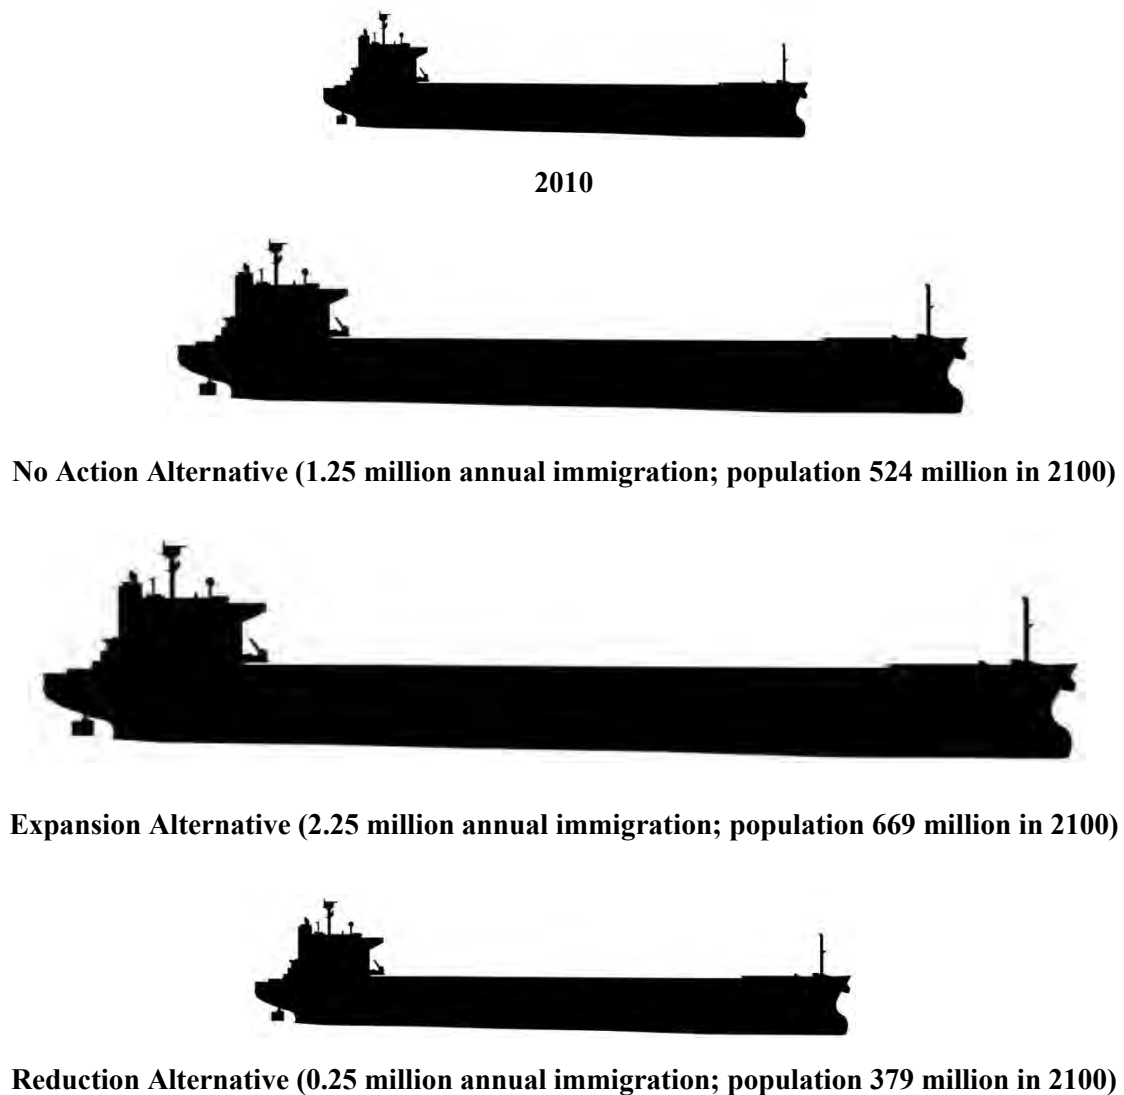 2010
No Action Alternative (1.25 million annual immigration; population 524 million in 2100)
Expansion Alternative (2.25 million annual immigration; population 669 million in 2100)
Reduction Alternative (0.25 million annual immigration; population 379 million in 2100)